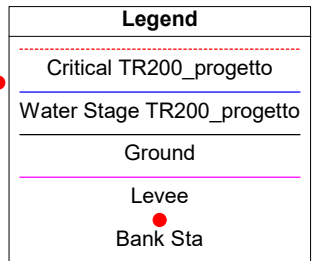 Legend
Critical TR200_progetto
Water Stage TR200_progetto
Ground
Levee
Bank Sta